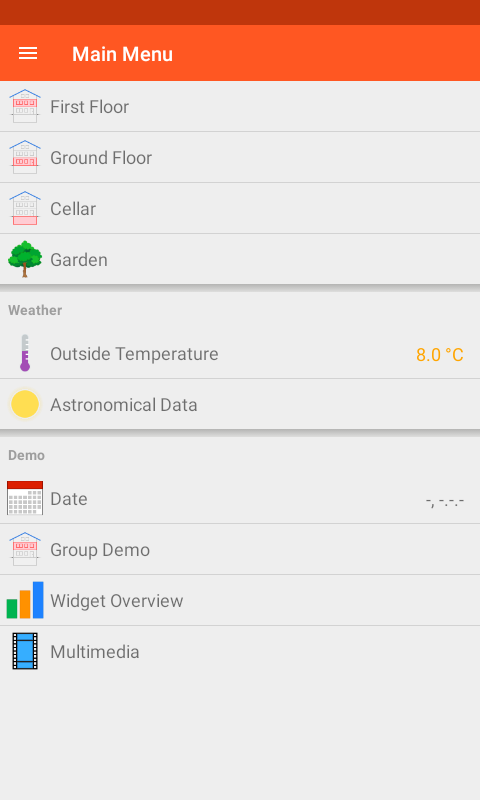 Main Menu
First Floor
Ground Floor
Cellar
Garden
Weather
Outside Temperature 8.0 °C
Astronomical Data
Demo
Date -, -.-.-
Group Demo
Widget Overview
Multimedia